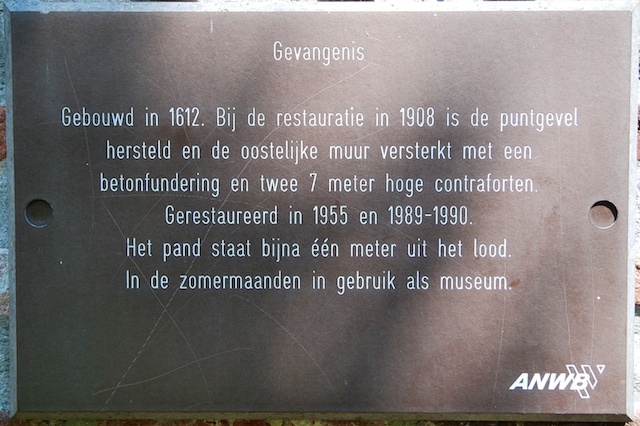 Gevangenis
Gebouwd in 1612. Bij de restauratie in 1908 is de puntgevel
hersteld en de oostelijke muur versterkt met een
betonfundering en twee 7 meter hoge contraforten.
Gerestaureerd in 1955 en 1989-1990.
Het pand staat bijna één meter uit het lood.
In de zomermaanden in gebruik als museum.
ANWB